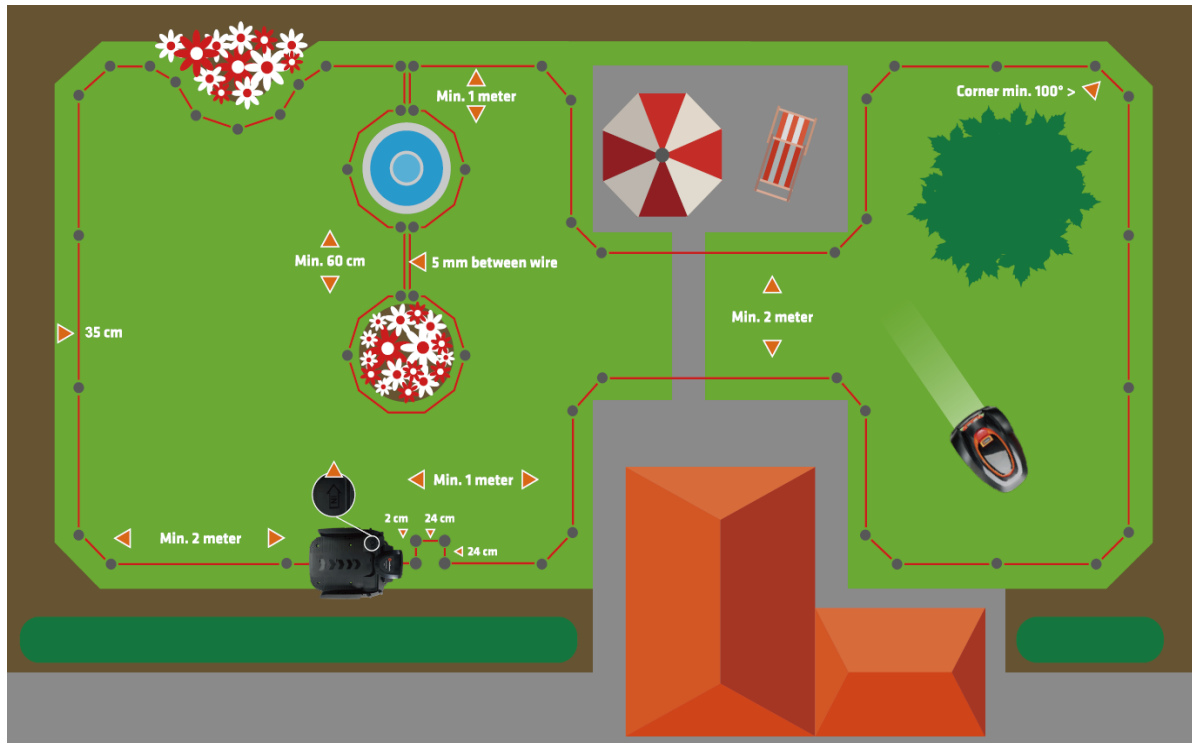 Min. 1 meter
Corner min. 100° >
Min. 60 cm
5 mm between wire
Min. 2 meter
35 cm
Min. 1 meter
2 cm
24 cm
Min. 2 meter
24 cm